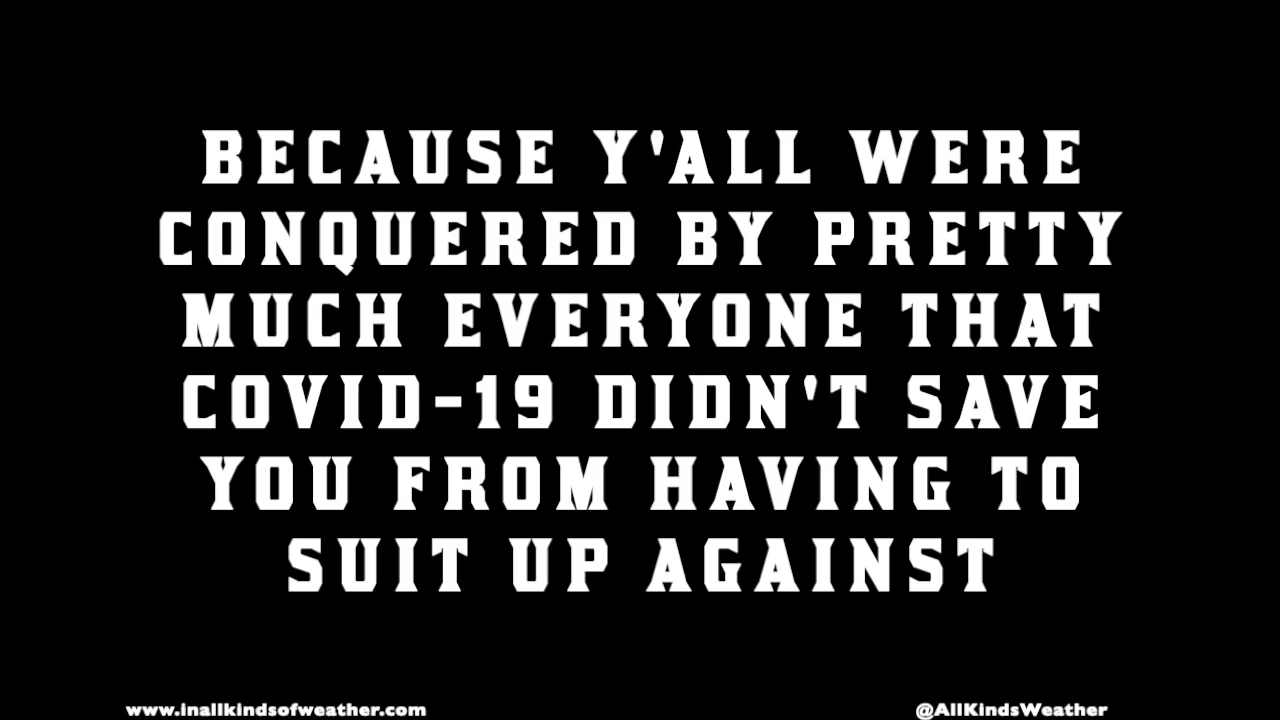 BECAUSE Y'ALL WERE
CONQUERED BY PRETTY
MUCH EVERYONE THAT
COVID-19 DIDN'T SAVE
YOU FROM HAVING TO
SUIT UP AGAINST
www.inallkindsofweather.com
@AllKindsWeather